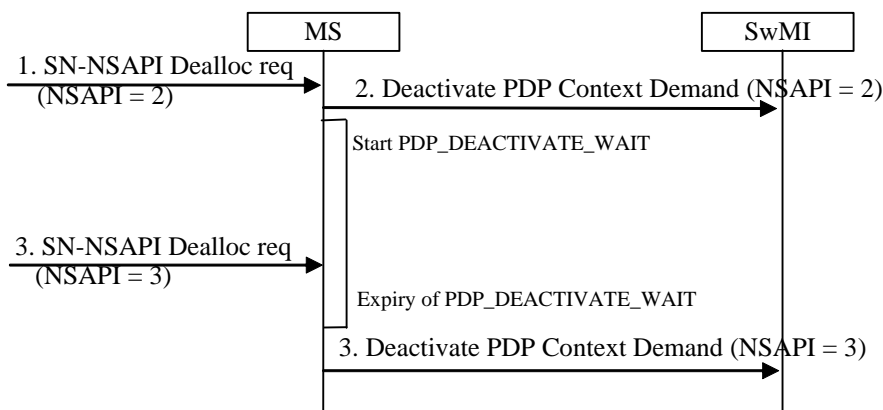 MS
SwMI
1. SN-NSAPI Dealloc req
(NSAPI = 2)
2. Deactivate PDP Context Demand (NSAPI = 2)
Start PDP_DEACTIVATE_WAIT
3. SN-NSAPI Dealloc req
(NSAPI = 3)
Expiry of PDP_DEACTIVATE_WAIT
3. Deactivate PDP Context Demand (NSAPI = 3)